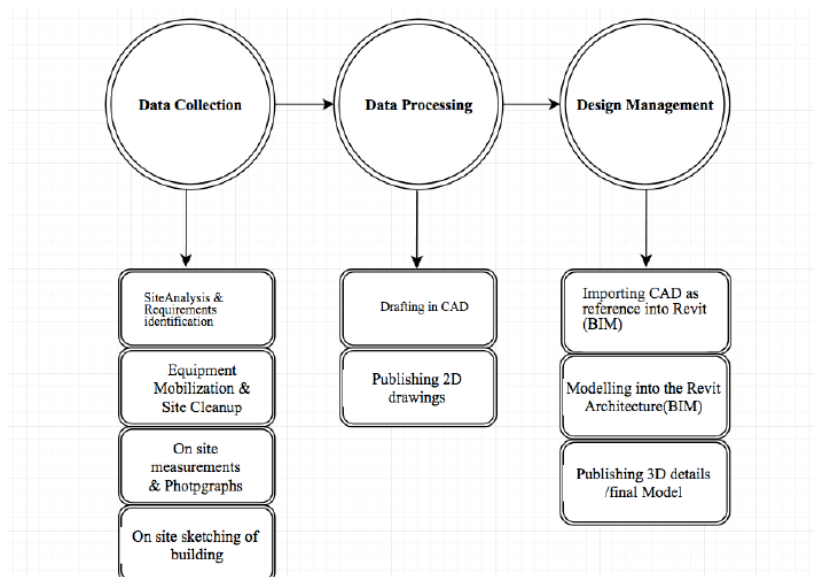 Data Collection
Data Processing
Design Management
SiteAnalysis &
Requirements
identification
Equipment
Mobilization &
Site Cleanup
On site
measurements
& Photpgraphs
On site sketching of
building
Drafting in CAD
Publishing 2D
drawings
Importing CAD as
reference into Revit
(BIM)
Modelling into the Revit
Architecture(BIM)
Publishing 3D details
/final Model